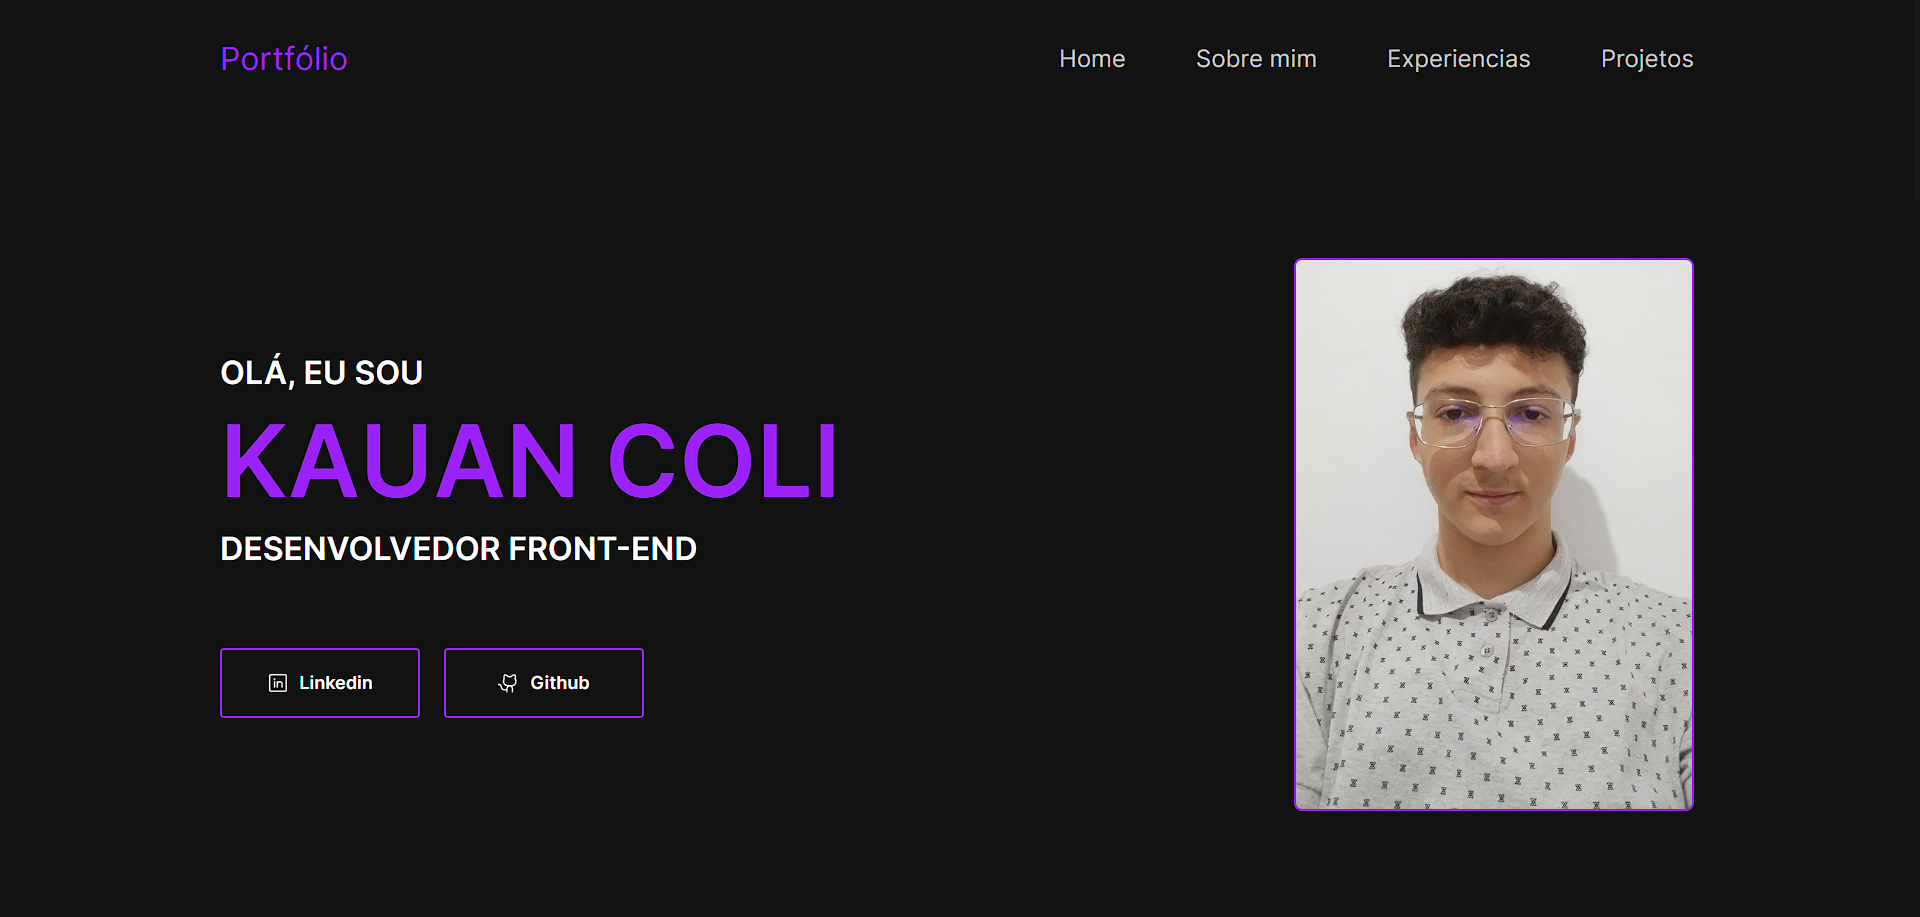 Portfólio
Home Sobre mim Experiencias Projetos
OLÁ, EU SOU
KAUAN COLI
DESENVOLVEDOR FRONT-END
Linkedin Github